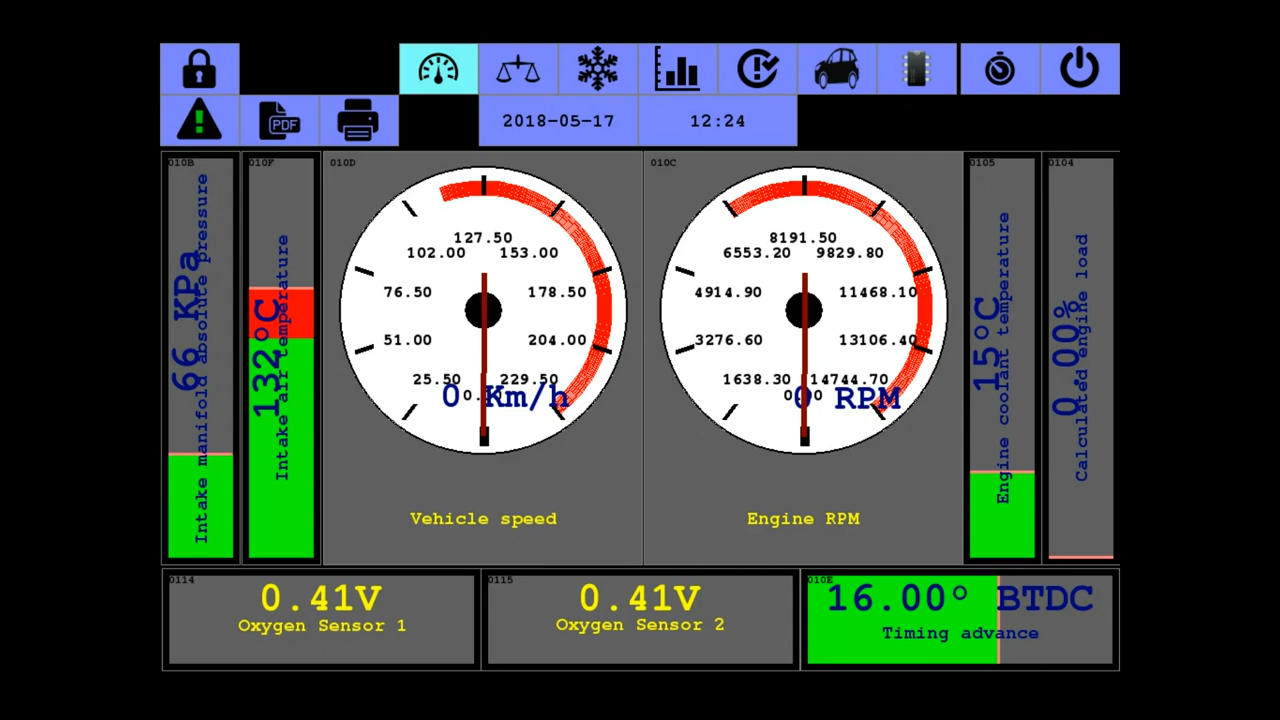 PDF
2018-05-17
12:24
010B
66 KPa
Intake manifold absolute pressure
010F
132°C
Intake air temperature
010D
127.50
102.00
153.00
76.50
178.50
51.00
204.00
25.50
229.50
0 Km/h
Vehicle speed
010C
8191.50
6553.20
9829.80
4914.90
11468.10
3276.60
13106.40
1638.30
14744.70
0 RPM
Engine RPM
0105
15°C
Engine coolant temperature
0104
0.00%
Calculated engine load
0114
0.41V
Oxygen Sensor 1
0115
0.41V
Oxygen Sensor 2
010E
16.00° BTDC
Timing advance